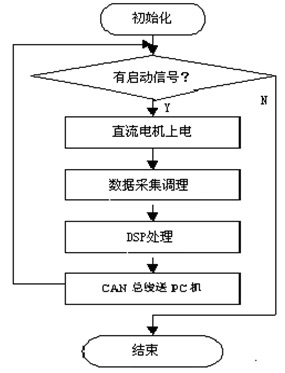 初始化
有启动信号?
Y
N
直流电机上电
数据采集调理
DSP处理
CAN 总线送 PC 机
结束